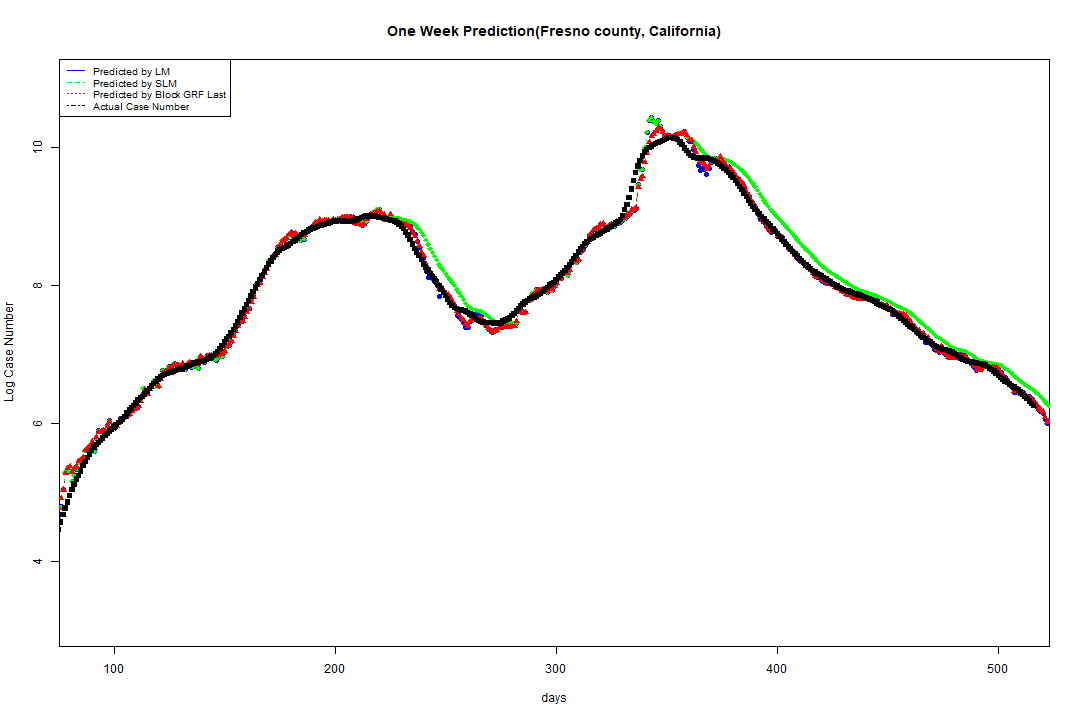 One Week Prediction(Fresno county, California)
Predicted by LM
Predicted by SLM
Predicted by Block GRF Last
Actual Case Number
10
8
6
4
Log Case Number
100 200 300 400 500
days